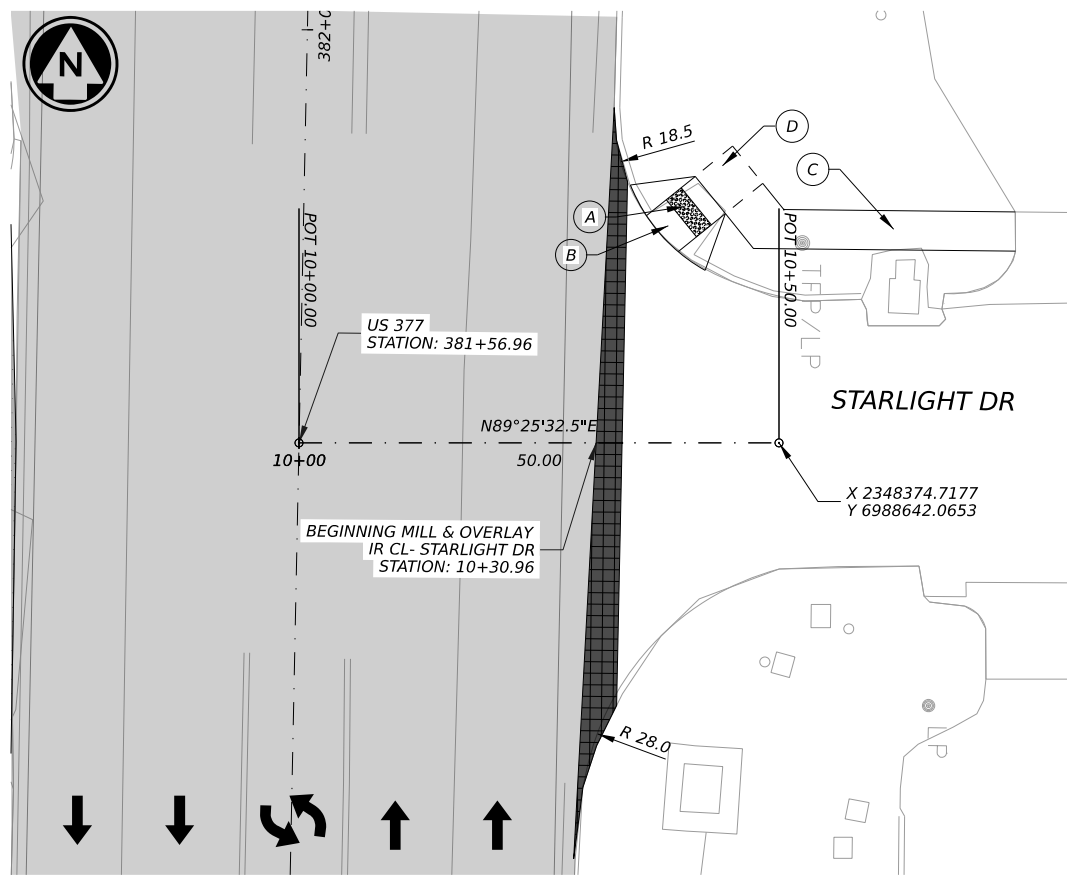 382+0
N
R 18.5
D
C
A
B
POT 10+00.00
POT 10+50.00
TFP/LP
US 377
STATION: 381+56.96
STARLIGHT DR
N89°25'32.5"E
10+00
50.00
X 2348374.7177
Y 6988642.0653
BEGINNING MILL & OVERLAY
IR CL- STARLIGHT DR
STATION: 10+30.96
R 28.0